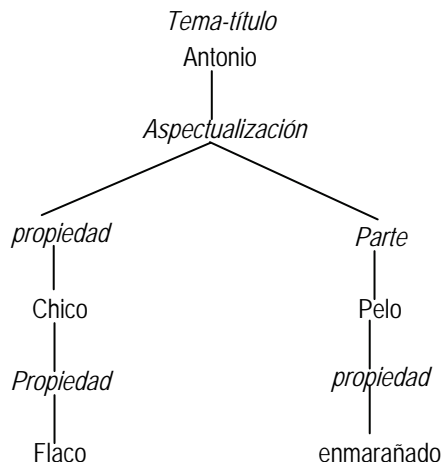 Tema-título
Antonio
Aspectualización
propiedad
Parte
Chico
Pelo
Propiedad
propiedad
Flaco
enmarañado